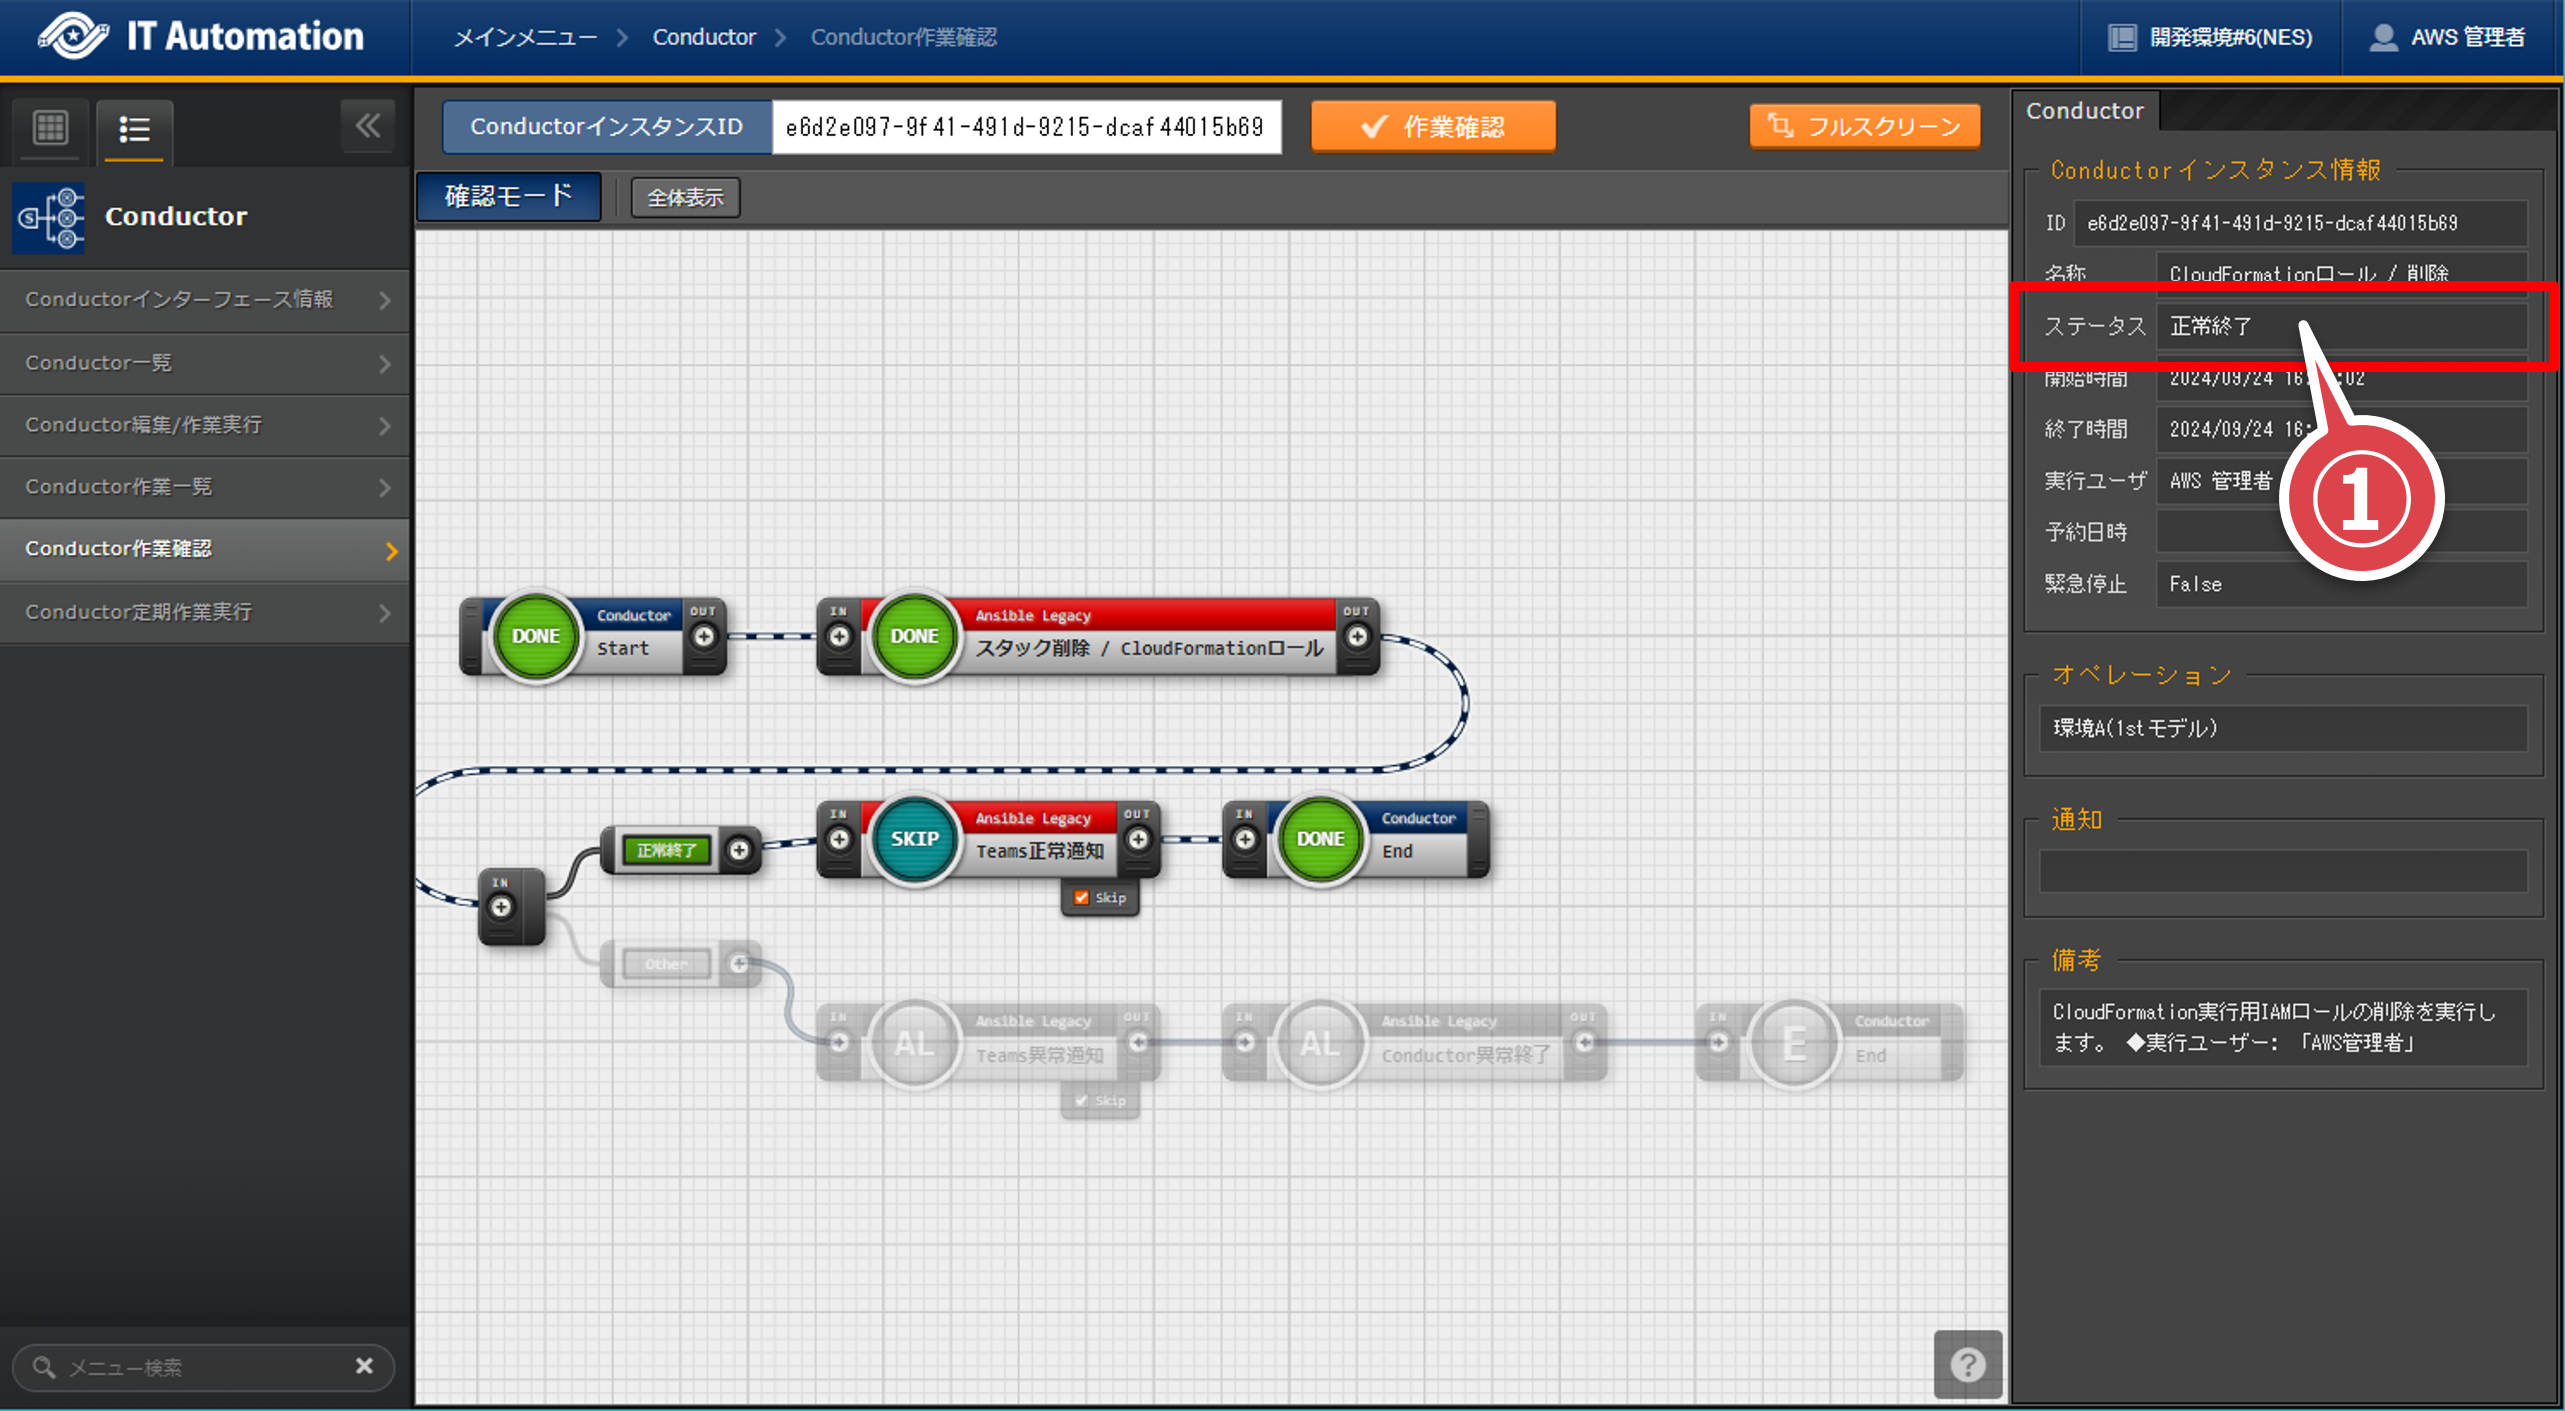 IT Automation
メインメニュー > Conductor > Conductor作業確認
開発環境#6(NES)
AWS 管理者
Conductor
Conductorインターフェース情報
Conductor一覧
Conductor編集/作業実行
Conductor作業一覧
Conductor作業確認
Conductor定期作業実行
メニュー検索
ConductorインスタンスID
e6d2e097-9f41-491d-9215-dcaf44015b69
作業確認
フルスクリーン
確認モード
全体表示
DONE
Conductor
Start
OUT
IN
DONE
Ansible Legacy
スタック削除 / CloudFormationロール
OUT
IN
正常終了
IN
SKIP
Ansible Legacy
Teams正常通知
OUT
Skip
IN
DONE
Conductor
End
Other
IN
AL
Ansible Legacy
Teams異常通知
OUT
Skip
IN
AL
Ansible Legacy
Conductor異常終了
OUT
IN
E
Conductor
End
?
Conductor
Conductorインスタンス情報
ID e6d2e097-9f41-491d-9215-dcaf44015b69
名称 CloudFormationロール / 削除
ステータス 正常終了
開始時間 2024/09/24 16: :02
終了時間 2024/09/24 16:
実行ユーザ AWS 管理者
予約日時
緊急停止 False
1
オペレーション
環境A(1stモデル)
通知
備考
CloudFormation実行用IAMロールの削除を実行し
ます。 ◆実行ユーザー: 「AWS管理者」